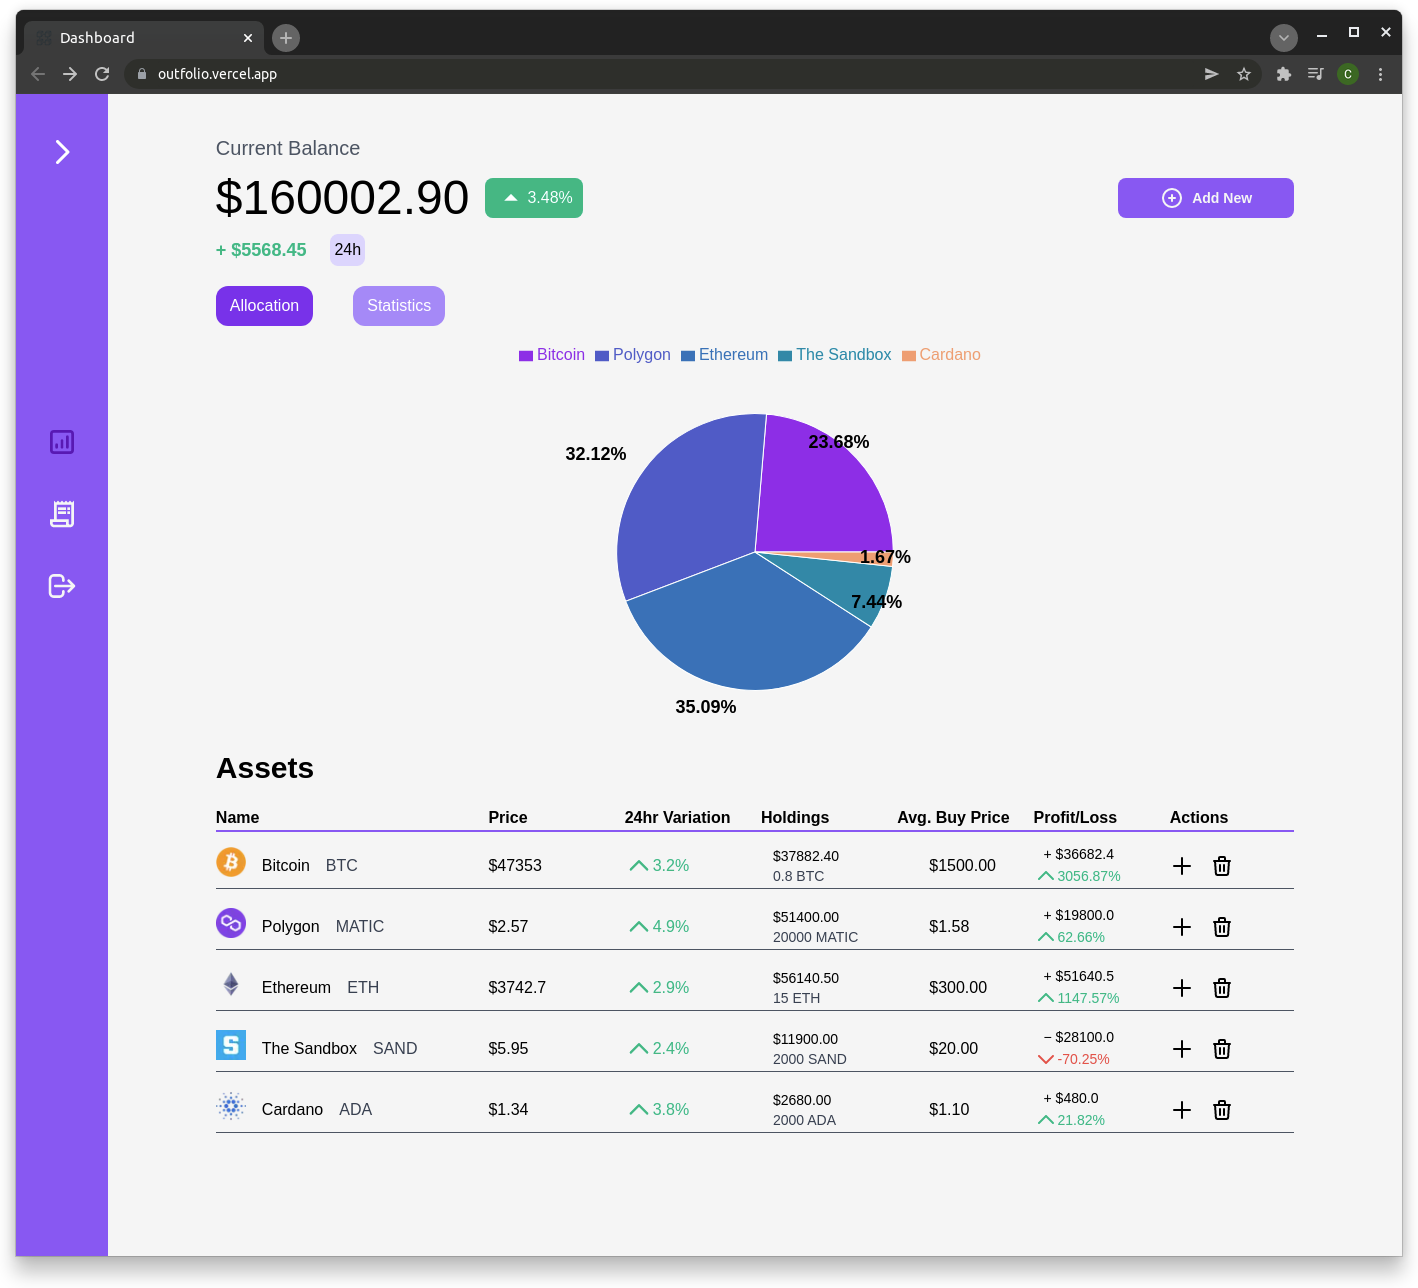 Dashboard
outfolio.vercel.app
C
Current Balance
$160002.90 3.48%
Add New
+ $5568.45 24h
Allocation Statistics
Bitcoin Polygon Ethereum The Sandbox Cardano
23.68%
32.12%
1.67%
7.44%
35.09%
Assets
Name Price 24hr Variation Holdings Avg. Buy Price Profit/Loss Actions
Bitcoin BTC $47353 3.2% $37882.40 $1500.00 + $36682.4
0.8 BTC 3056.87%
Polygon MATIC $2.57 4.9% $51400.00 $1.58 + $19800.0
20000 MATIC 62.66%
Ethereum ETH $3742.7 2.9% $56140.50 $300.00 + $51640.5
15 ETH 1147.57%
S
The Sandbox SAND $5.95 2.4% $11900.00 $20.00 − $28100.0
2000 SAND -70.25%
Cardano ADA $1.34 3.8% $2680.00 $1.10 + $480.0
2000 ADA 21.82%